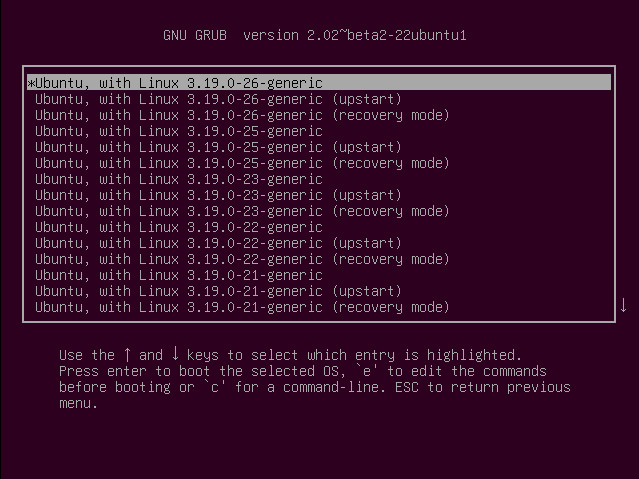 GNU GRUB  version 2.02~beta2-22ubuntu1
*Ubuntu, with Linux 3.19.0-26-generic
Ubuntu, with Linux 3.19.0-26-generic (upstart)
Ubuntu, with Linux 3.19.0-26-generic (recovery mode)
Ubuntu, with Linux 3.19.0-25-generic
Ubuntu, with Linux 3.19.0-25-generic (upstart)
Ubuntu, with Linux 3.19.0-25-generic (recovery mode)
Ubuntu, with Linux 3.19.0-23-generic
Ubuntu, with Linux 3.19.0-23-generic (upstart)
Ubuntu, with Linux 3.19.0-23-generic (recovery mode)
Ubuntu, with Linux 3.19.0-22-generic
Ubuntu, with Linux 3.19.0-22-generic (upstart)
Ubuntu, with Linux 3.19.0-22-generic (recovery mode)
Ubuntu, with Linux 3.19.0-21-generic
Ubuntu, with Linux 3.19.0-21-generic (upstart)
Ubuntu, with Linux 3.19.0-21-generic (recovery mode) ↓
Use the ↑ and ↓ keys to select which entry is highlighted.
Press enter to boot the selected OS, `e' to edit the commands
before booting or `c' for a command-line. ESC to return previous
menu.